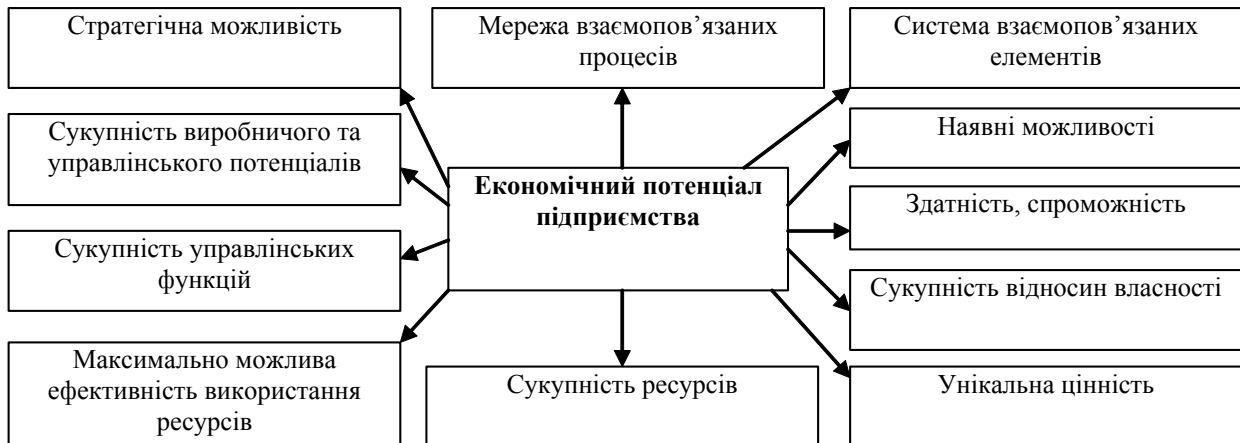 Стратегічна можливість
Мережа взаємопов’язаних
процесів
Система взаємопов’язаних
елементів
Сукупність виробничого та
управлінського потенціалів
Наявні можливості
Економічний потенціал
підприємства
Здатність, спроможність
Сукупність управлінських
функцій
Сукупність відносин власності
Максимально можлива
ефективність використання
ресурсів
Сукупність ресурсів
Унікальна цінність